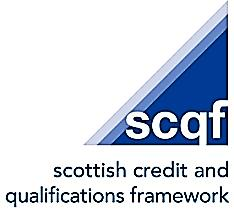 scqf
scottish credit and
qualifications framework